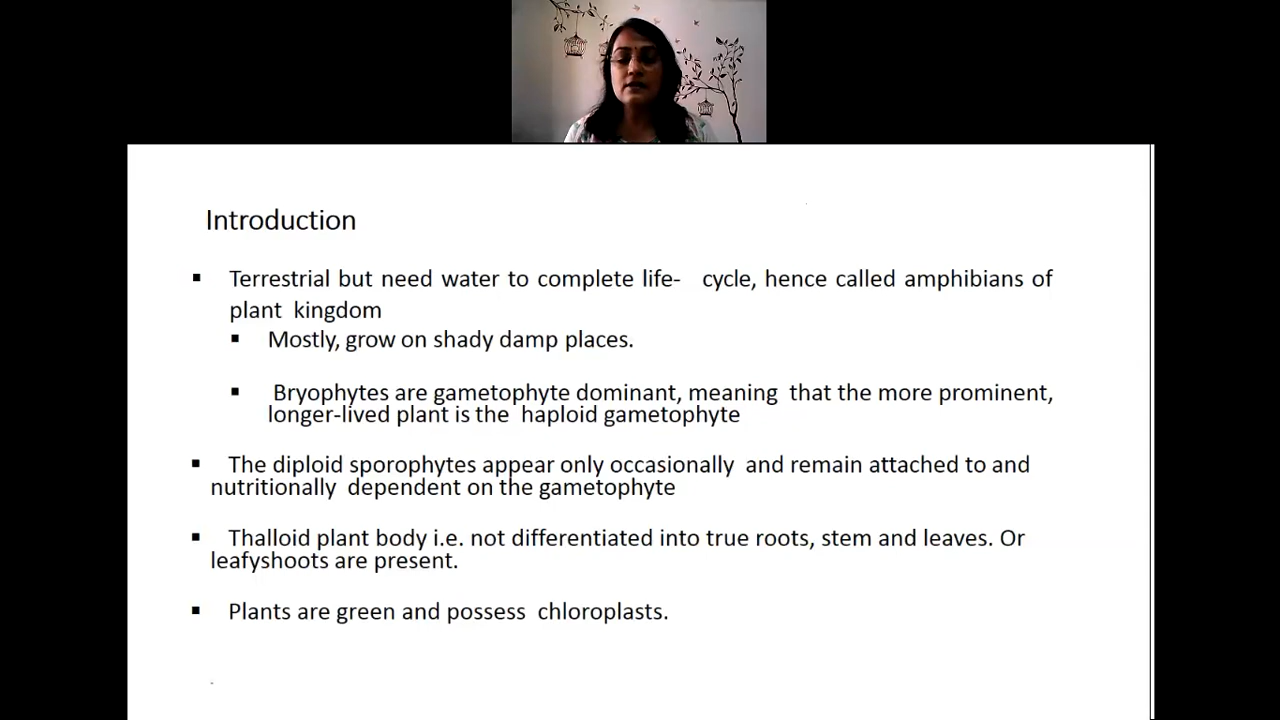 Introduction
▪ Terrestrial but need water to complete life- cycle, hence called amphibians of
plant kingdom
▪ Mostly, grow on shady damp places.
▪ Bryophytes are gametophyte dominant, meaning that the more prominent,
longer-lived plant is the haploid gametophyte
▪ The diploid sporophytes appear only occasionally and remain attached to and
nutritionally dependent on the gametophyte
▪ Thalloid plant body i.e. not differentiated into true roots, stem and leaves. Or
leafyshoots are present.
▪ Plants are green and possess chloroplasts.